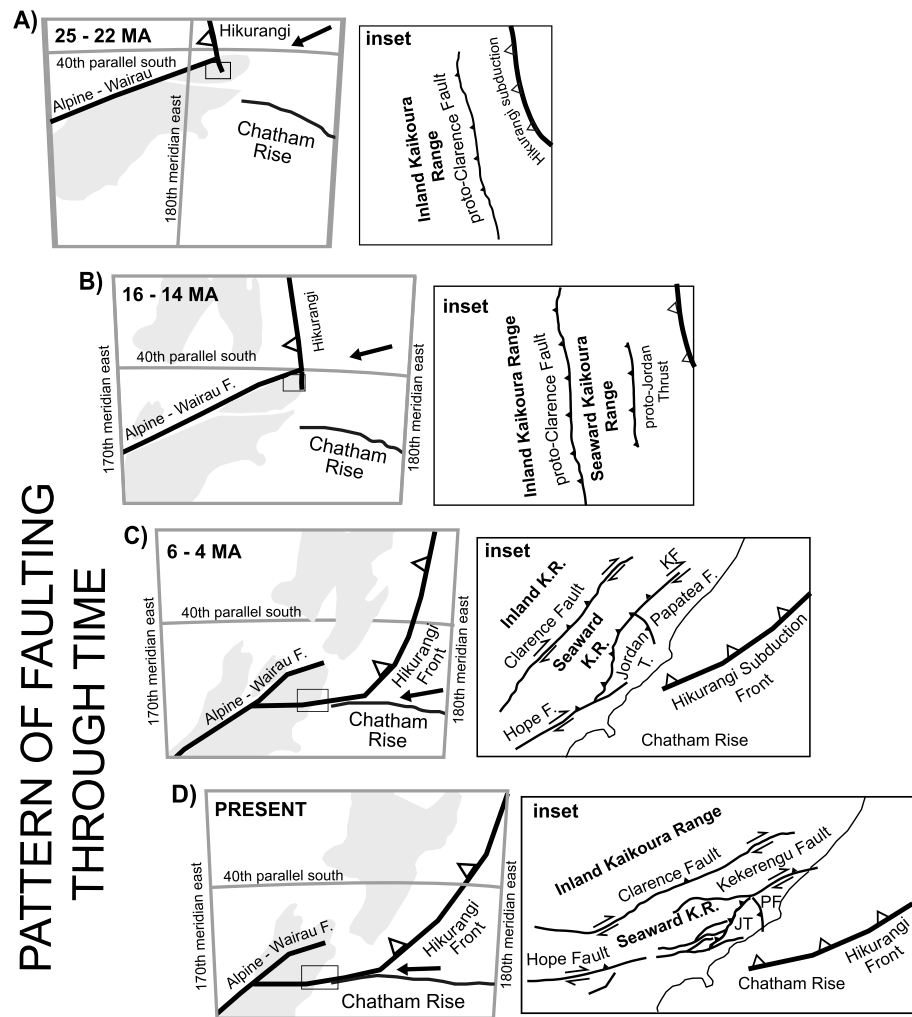 PATTERN OF FAULTING
THROUGH TIME
A)
25 - 22 MA
Hikurangi
40th parallel south
Alpine - Wairau
180th meridian east
Chatham
Rise
inset
Inland Kaikoura
Range
proto-Clarence Fault
Hikurangi subduction
B)
16 - 14 MA
Hikurangi
40th parallel south
170th meridian east
Alpine - Wairau F.
180th meridian east
Chatham
Rise
inset
Inland Kaikoura Range
proto-Clarence Fault
Seaward Kaikoura
Range
proto-Jordan
Thrust
C)
6 - 4 MA
40th parallel south
170th meridian east
Alpine - Wairau F.
Hikurangi
Front
180th meridian east
Chatham
Rise
inset
Inland K.R.
Clarence Fault
Seaward
K.R.
KF
Papatea F.
Jordan
T.
Hope F.
Hikurangi Subduction
Front
Chatham Rise
D)
PRESENT
40th parallel south
170th meridian east
Alpine - Wairau F.
Hikurangi
Front
180th meridian east
Chatham Rise
inset
Inland Kaikoura Range
Clarence Fault
Kekerengu Fault
Seaward K.R.
PF
JT
Hope Fault
Hikurangi
Front
Chatham Rise